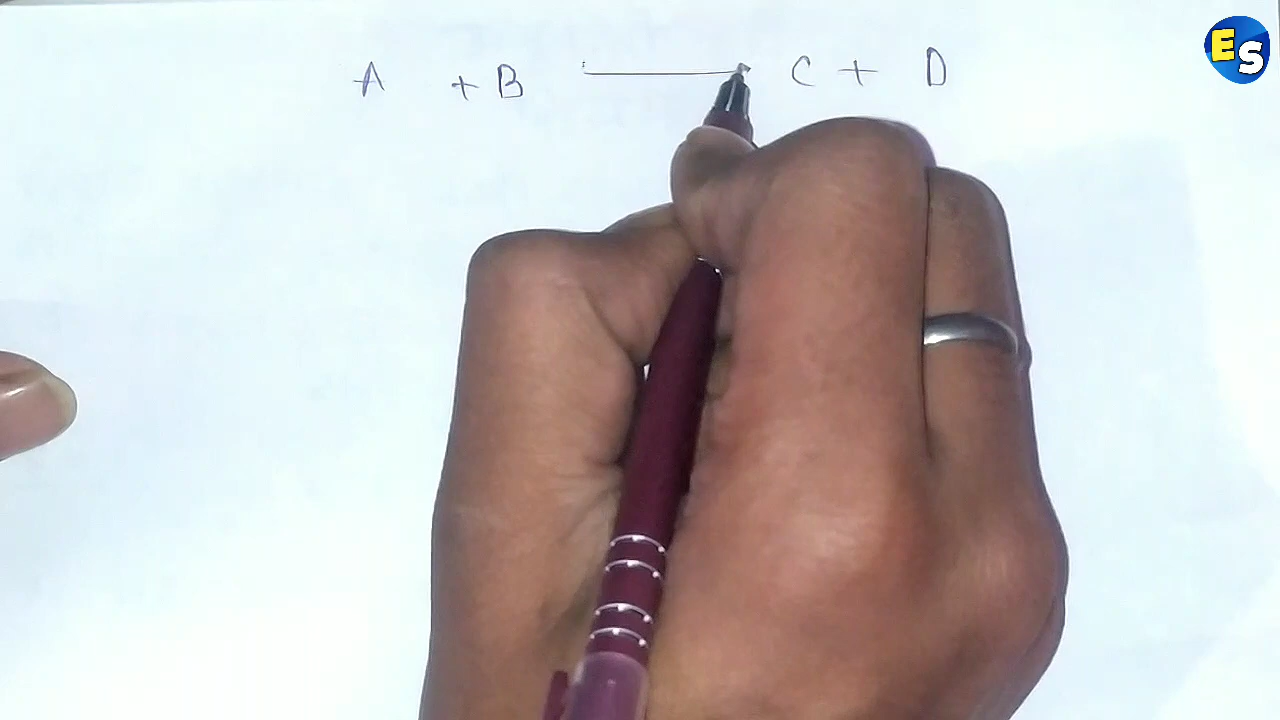 A + B → C + D
ES